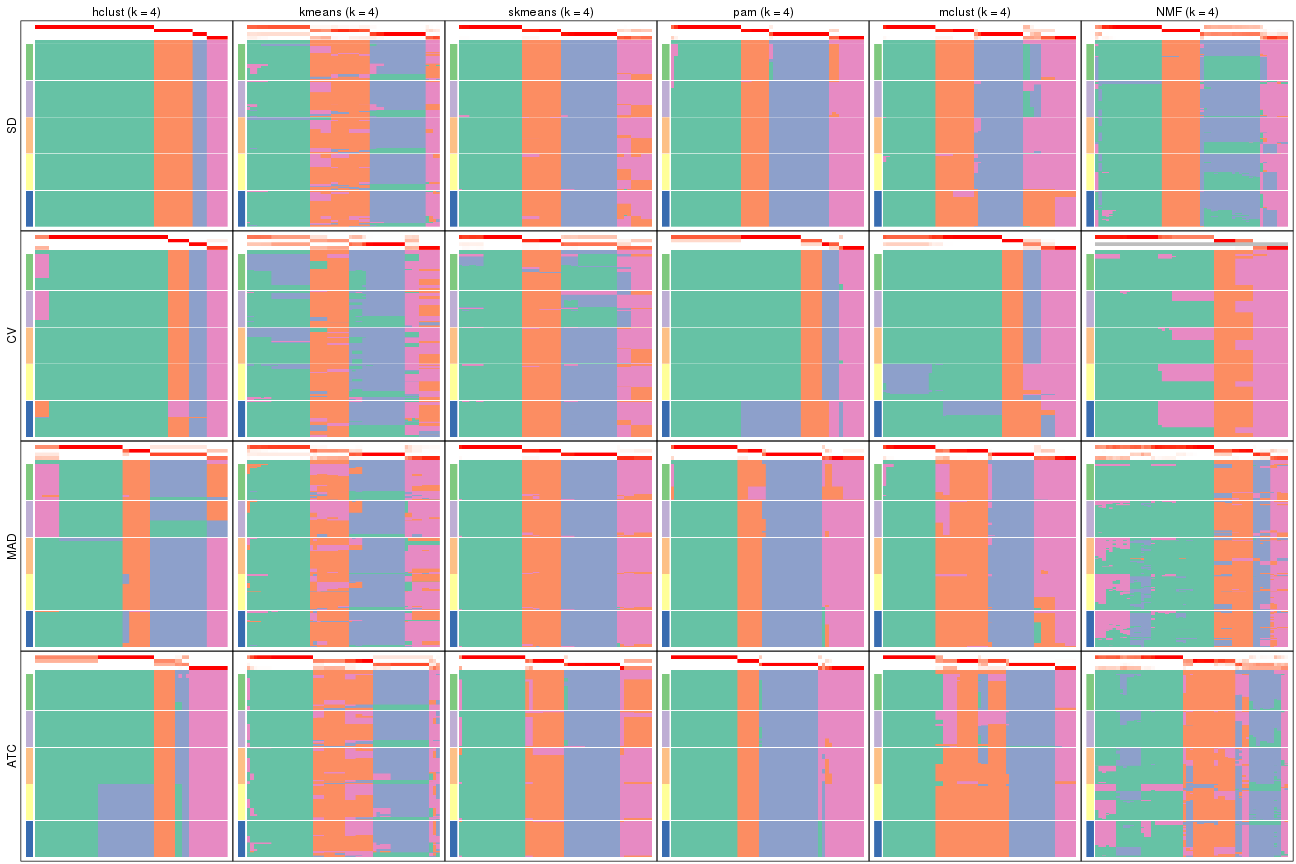 hclust (k = 4) kmeans (k = 4) skmeans (k = 4) pam (k = 4) mclust (k = 4) NMF (k = 4)
SD
CV
MAD
ATC